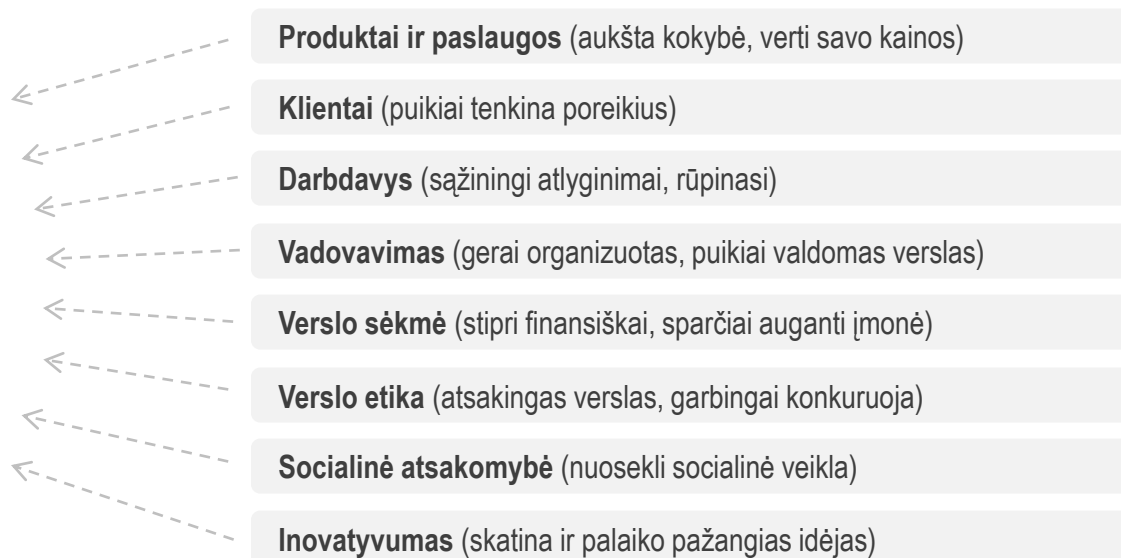 Produktai ir paslaugos (aukšta kokybė, verti savo kainos)
Klientai (puikiai tenkina poreikius)
Darbdavys (sąžiningi atlyginimai, rūpinasi)
Vadovavimas (gerai organizuotas, puikiai valdomas verslas)
Verslo sėkmė (stipri finansiškai, sparčiai auganti įmonė)
Verslo etika (atsakingas verslas, garbingai konkuruoja)
Socialinė atsakomybė (nuosekli socialinė veikla)
Inovatyvumas (skatina ir palaiko pažangias idėjas)